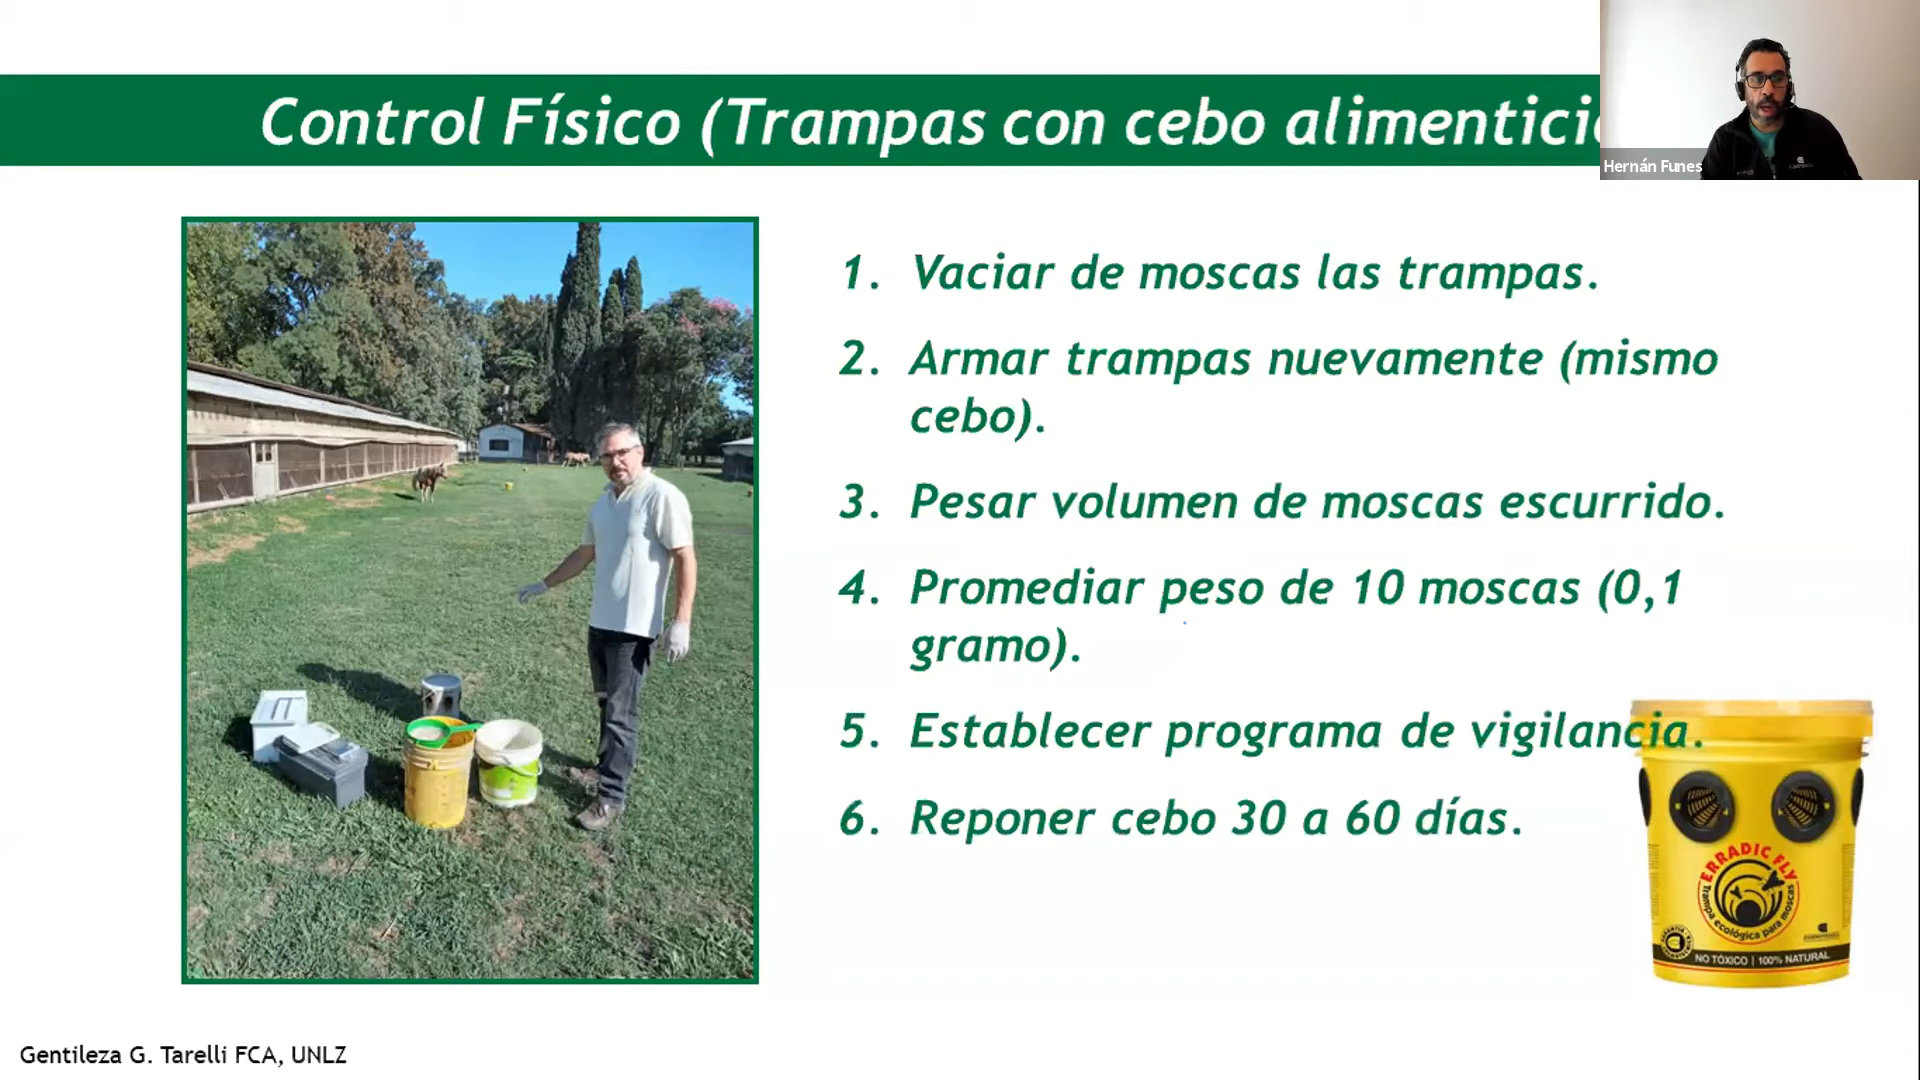 Control Físico (Trampas con cebo alimentici
Hernán Funes
1. Vaciar de moscas las trampas.
2. Armar trampas nuevamente (mismo
cebo).
3. Pesar volumen de moscas escurrido.
4. Promediar peso de 10 moscas (0,1
gramo).
5. Establecer programa de vigilancia.
6. Reponer cebo 30 a 60 días.
ERRADIC FLY
Trampa ecológica para moscas
NO TÓXICO | 100% NATURAL
Gentileza G. Tarelli FCA, UNLZ